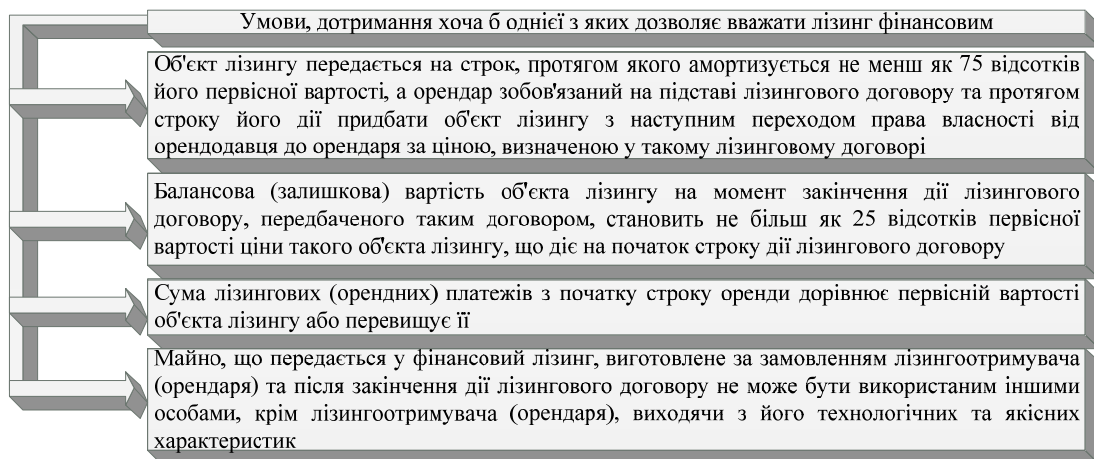 Умови, дотримання хоча б однієї з яких дозволяє вважати лізинг фінансовим
Об'єкт лізингу передається на строк, протягом якого амортизується не менш як 75 відсотків
його первісної вартості, а орендар зобов'язаний на підставі лізингового договору та протягом
строку його дії придбати об'єкт лізингу з наступним переходом права власності від
орендодавця до орендаря за ціною, визначеною у такому лізинговому договорі
Балансова (залишкова) вартість об'єкта лізингу на момент закінчення дії лізингового
договору, передбаченого таким договором, становить не більш як 25 відсотків первісної
вартості ціни такого об'єкта лізингу, що діє на початок строку дії лізингового договору
Сума лізингових (орендних) платежів з початку строку оренди дорівнює первісній вартості
об'єкта лізингу або перевищує її
Майно, що передається у фінансовий лізинг, виготовлене за замовленням лізингоотримувача
(орендаря) та після закінчення дії лізингового договору не може бути використаним іншими
особами, крім лізингоотримувача (орендаря), виходячи з його технологічних та якісних
характеристик